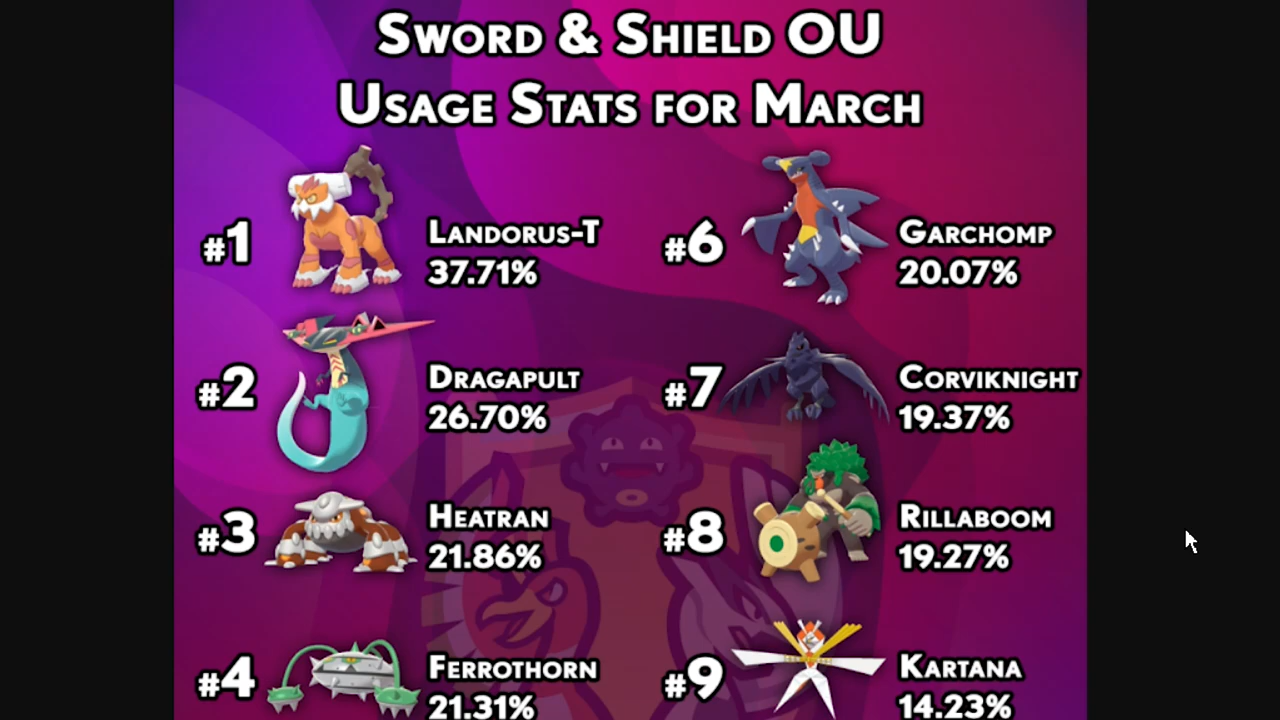 Sword & Shield OU
Usage Stats for March
#1
Landorus-T
37.71%
#2
Dragapult
26.70%
#3
Heatran
21.86%
#4
Ferrothorn
21.31%
#6
Garchomp
20.07%
#7
Corviknight
19.37%
#8
Rillaboom
19.27%
#9
Kartana
14.23%